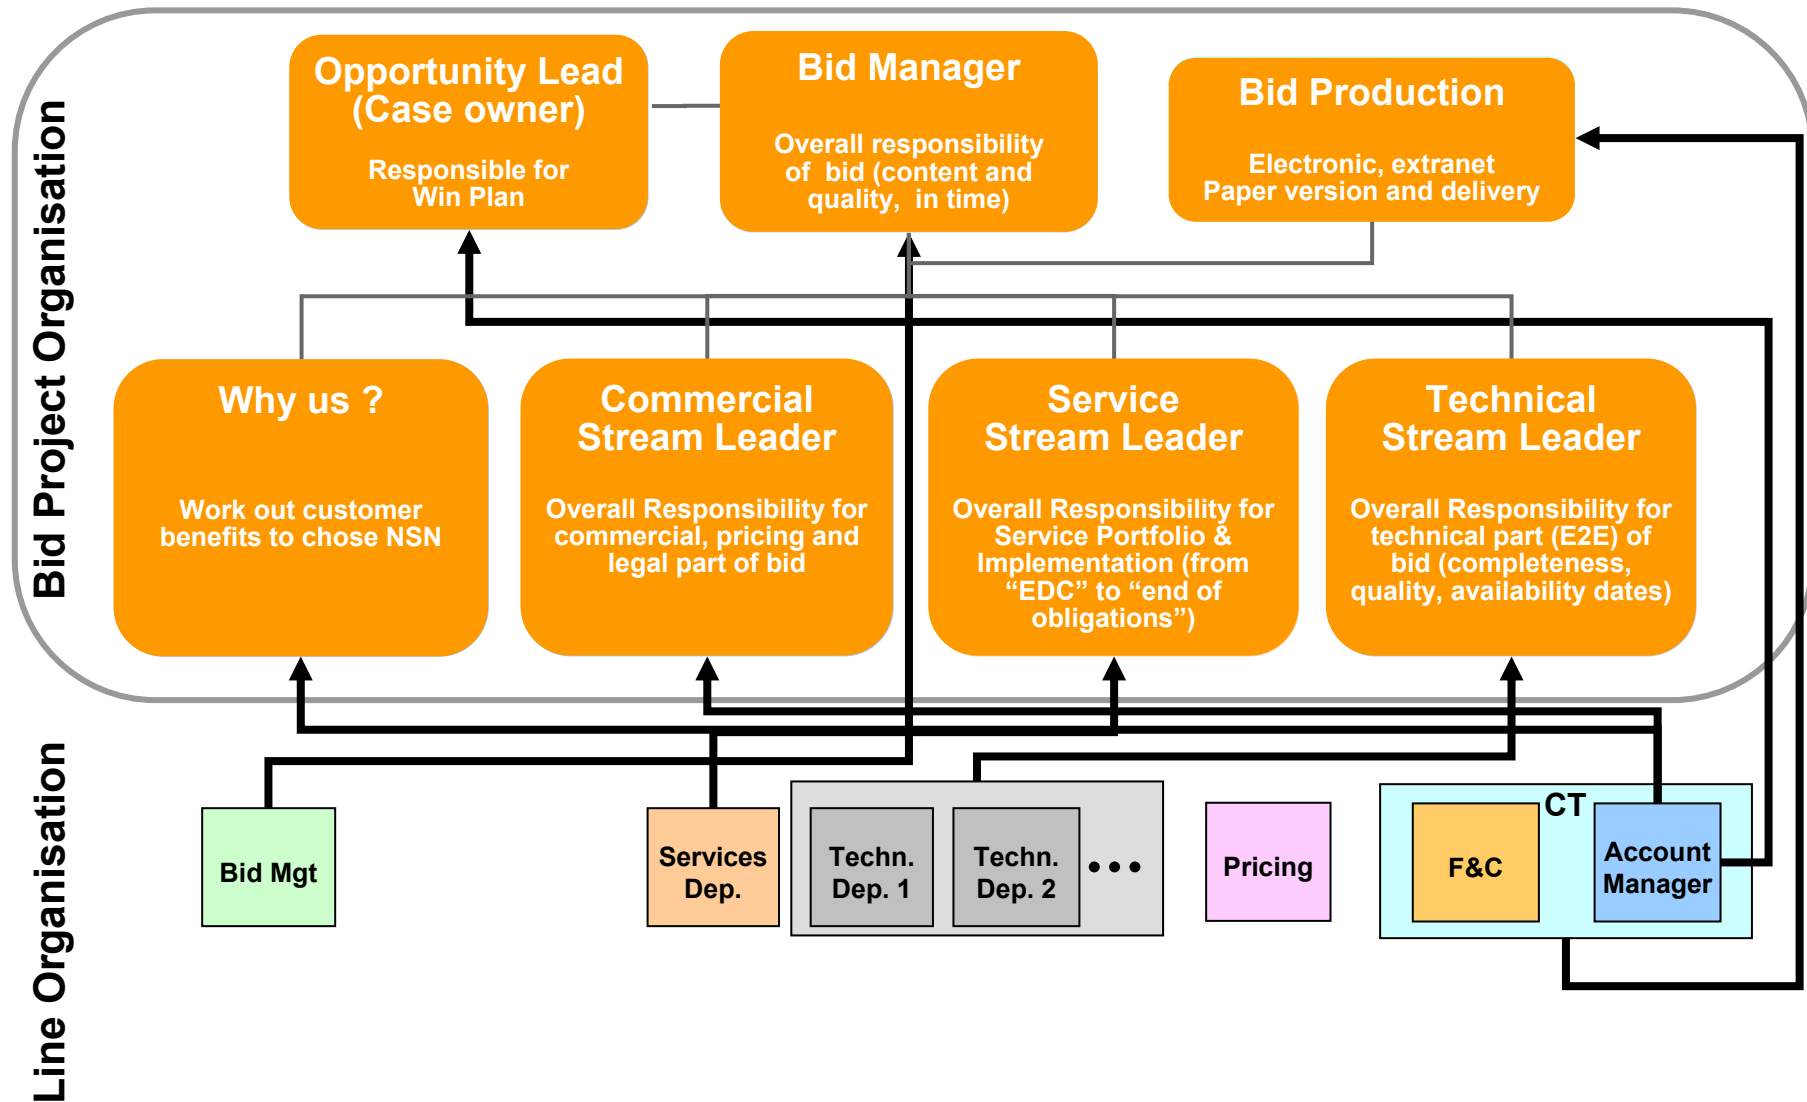 Bid Project Organisation
Opportunity Lead
(Case owner)
Responsible for
Win Plan
Bid Manager
Overall responsibility
of bid (content and
quality, in time)
Bid Production
Electronic, extranet
Paper version and delivery
Why us ?
Work out customer
benefits to chose NSN
Commercial
Stream Leader
Overall Responsibility for
commercial, pricing and
legal part of bid
Service
Stream Leader
Overall Responsibility for
Service Portfolio &
Implementation (from
“EDC” to “end of
obligations”)
Technical
Stream Leader
Overall Responsibility for
technical part (E2E) of
bid (completeness,
quality, availability dates)
Line Organisation
Bid Mgt
Services
Dep.
Techn.
Dep. 1
Techn.
Dep. 2
•••
Pricing
CT
F&C
Account
Manager